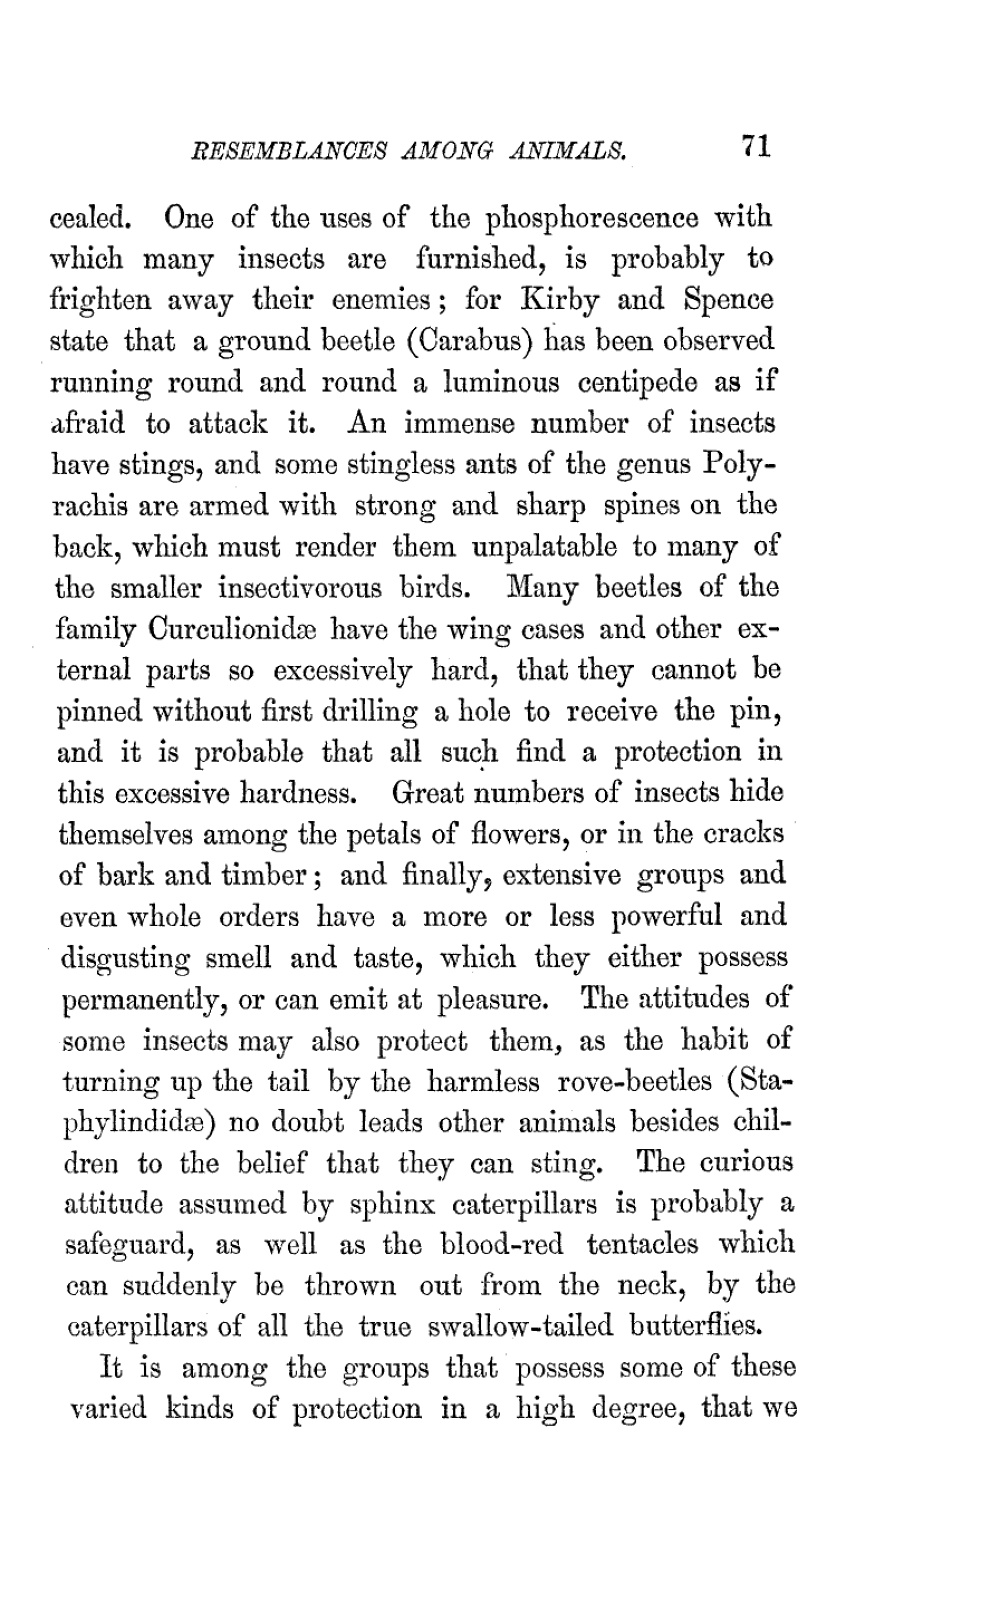 RESEMBLANCES AMONG ANIMALS. 71
cealed. One of the uses of the phosphorescence with
which many insects are furnished, is probably to
frighten away their enemies; for Kirby and Spence
state that a ground beetle (Carabus) has been observed
running round and round a luminous centipede as if
afraid to attack it. An immense number of insects
have stings, and some stingless ants of the genus Poly-
rachis are armed with strong and sharp spines on the
back, which must render them unpalatable to many of
the smaller insectivorous birds. Many beetles of the
family Curculionidæ have the wing cases and other ex-
ternal parts so excessively hard, that they cannot be
pinned without first drilling a hole to receive the pin,
and it is probable that all such find a protection in
this excessive hardness. Great numbers of insects hide
themselves among the petals of flowers, or in the cracks
of bark and timber; and finally, extensive groups and
even whole orders have a more or less powerful and
disgusting smell and taste, which they either possess
permanently, or can emit at pleasure. The attitudes of
some insects may also protect them, as the habit of
turning up the tail by the harmless rove-beetles (Sta-
phylindidæ) no doubt leads other animals besides chil-
dren to the belief that they can sting. The curious
attitude assumed by sphinx caterpillars is probably a
safeguard, as well as the blood-red tentacles which
can suddenly be thrown out from the neck, by the
caterpillars of all the true swallow-tailed butterflies.
It is among the groups that possess some of these
varied kinds of protection in a high degree, that we